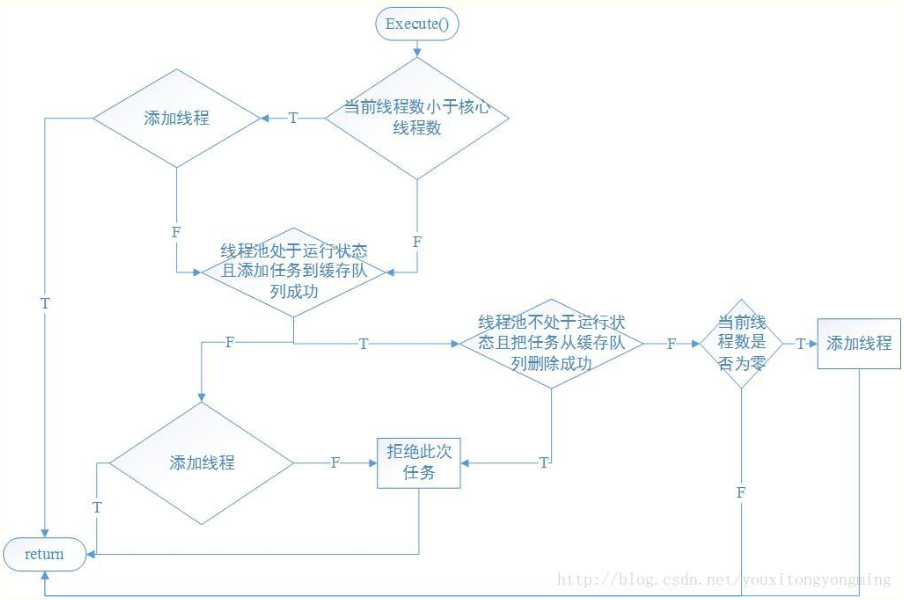 Execute()
当前线程数小于核心
线程数
T
添加线程
F
F
线程池处于运行状态
且添加任务到缓存队
列成功
T
F
T
线程池不处于运行状
态且把任务从缓存队
列删除成功
F
当前线
程数是
否为零
T
添加线程
添加线程
F
拒绝此次
任务
T
T
F
return
http://blog.csdn.net/youxitongyongming